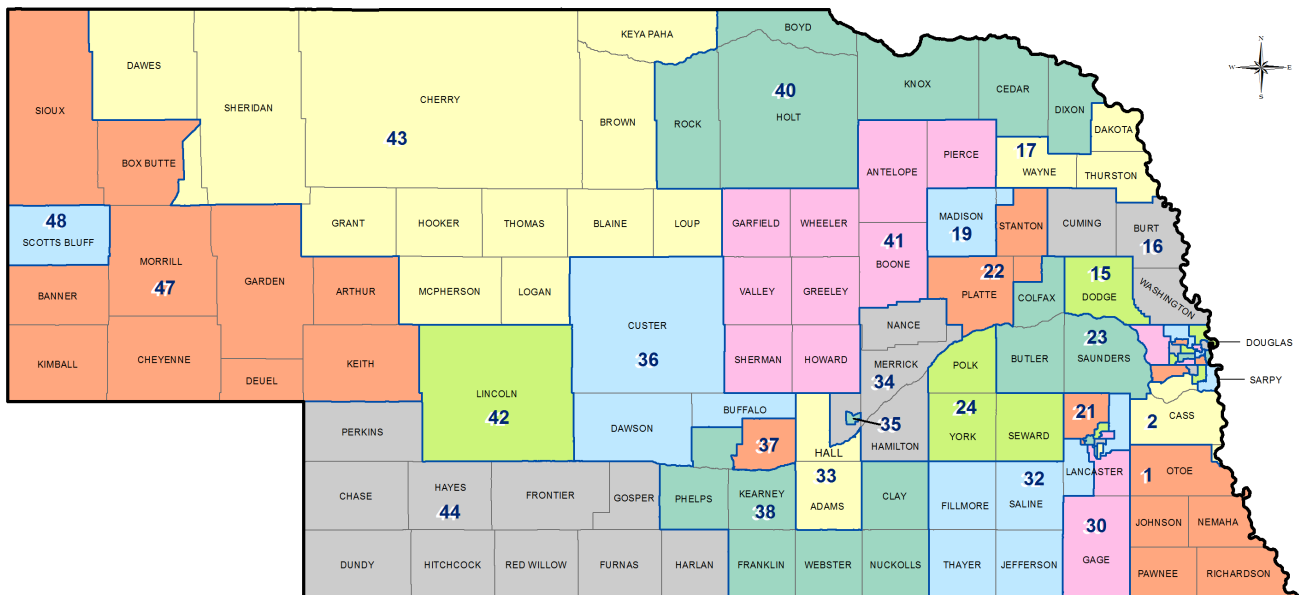 BOYD
KEYA PAHA
N
W E
S
DAWES
SIOUX
SHERIDAN
CHERRY
43
BROWN
ROCK
40
HOLT
KNOX
CEDAR
DIXON
DAKOTA
BOX BUTTE
ANTELOPE
PIERCE
17
WAYNE
THURSTON
48
SCOTTS BLUFF
GRANT
HOOKER
THOMAS
BLAINE
LOUP
GARFIELD
WHEELER
41
BOONE
MADISON
19
STANTON
CUMING
BURT
16
MORRILL
47
GARDEN
BANNER
ARTHUR
MCPHERSON
LOGAN
VALLEY
GREELEY
22
PLATTE
COLFAX
15
DODGE
WASHINGTON
CUSTER
36
NANCE
KIMBALL
CHEYENNE
DEUEL
KEITH
SHERMAN
HOWARD
MERRICK
34
POLK
BUTLER
23
SAUNDERS
DOUGLAS
SARPY
LINCOLN
42
DAWSON
BUFFALO
37
HALL
35
HAMILTON
24
YORK
SEWARD
21
2
CASS
PERKINS
CHASE
HAYES
44
FRONTIER
GOSPER
PHELPS
KEARNEY
38
33
ADAMS
CLAY
FILLMORE
32
SALINE
LANCASTER
1
OTOE
30
GAGE
JOHNSON
NEMAHA
DUNDY
HITCHCOCK
RED WILLOW
FURNAS
HARLAN
FRANKLIN
WEBSTER
NUCKOLLS
THAYER
JEFFERSON
PAWNEE
RICHARDSON